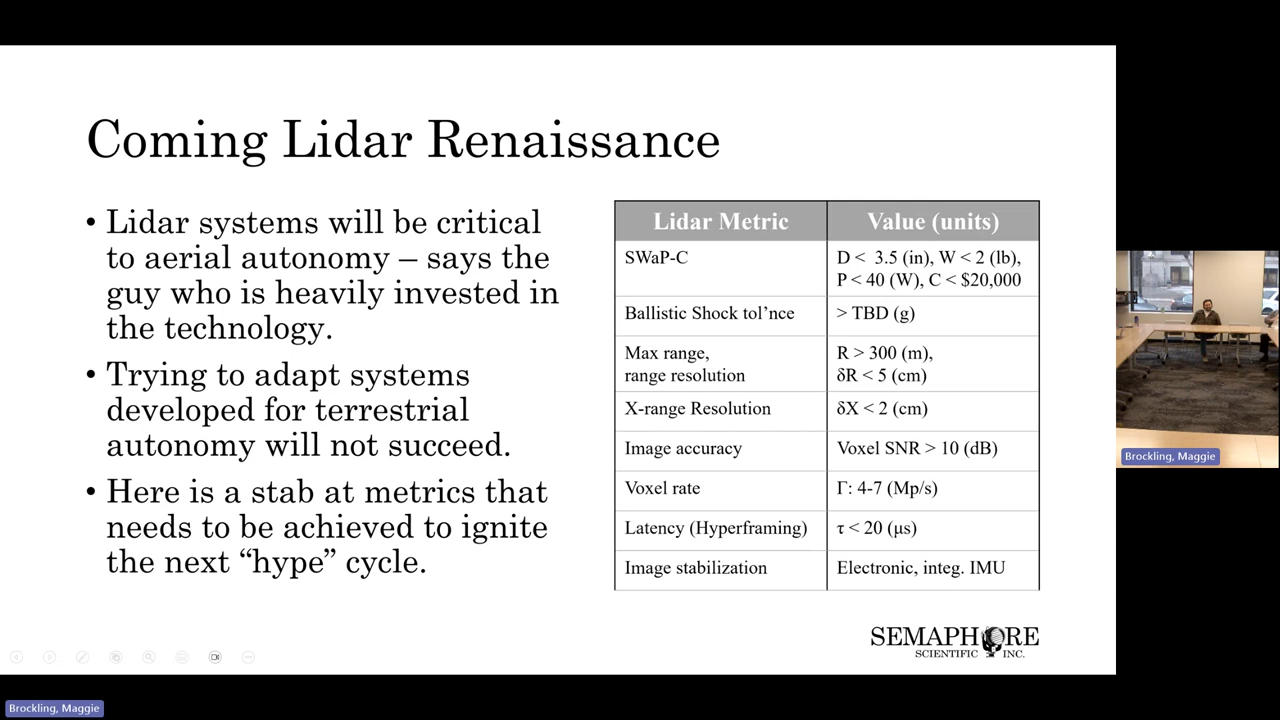 Coming Lidar Renaissance
• Lidar systems will be critical
to aerial autonomy – says the
guy who is heavily invested in
the technology.
• Trying to adapt systems
developed for terrestrial
autonomy will not succeed.
• Here is a stab at metrics that
needs to be achieved to ignite
the next “hype” cycle.
Lidar Metric Value (units)
SWaP-C D < 3.5 (in), W < 2 (lb),
P < 40 (W), C < $20,000
Ballistic Shock tol’nce > TBD (g)
Max range, R > 300 (m),
range resolution δR < 5 (cm)
X-range Resolution δX < 2 (cm)
Image accuracy Voxel SNR > 10 (dB)
Voxel rate Γ: 4-7 (Mp/s)
Latency (Hyperframing) τ < 20 (μs)
Image stabilization Electronic, integ. IMU
SEMAPHORE
SCIENTIFIC INC.
Brockling, Maggie
Brockling, Maggie